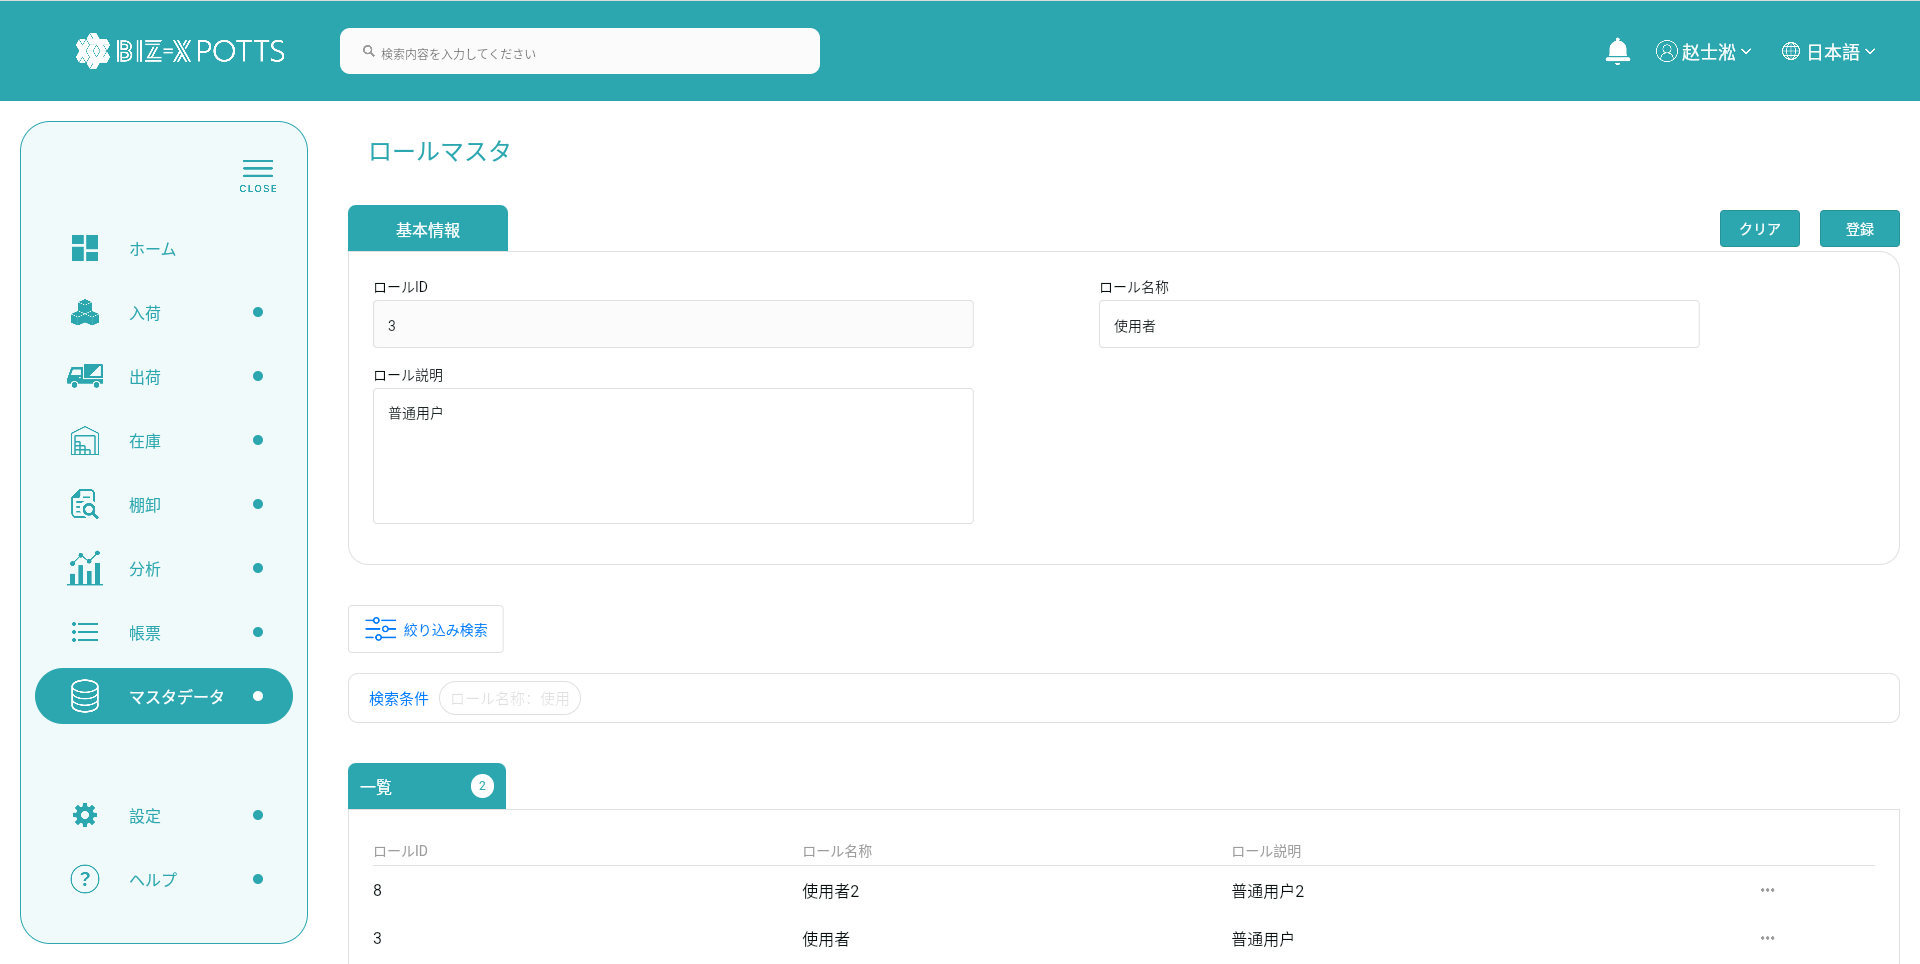 BIZ-X POTTS
検索内容を入力してください
赵士淞
日本語
CLOSE
ホーム
入荷
出荷
在庫
棚卸
分析
帳票
マスタデータ
設定
ヘルプ
ロールマスタ
基本情報
クリア
登録
ロールID
ロール名称
3
使用者
ロール説明
普通用户
絞り込み検索
検索条件 ロール名称：使用
一覧 2
ロールID ロール名称 ロール説明
8 使用者2 普通用户2 •••
3 使用者 普通用户 •••